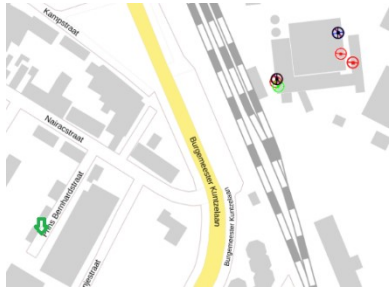 Kampstraat
Nairacstraat
Prins Bernhardstraat
Burgemeester Kuntzelaan
Burgemeester Kuntzelaan